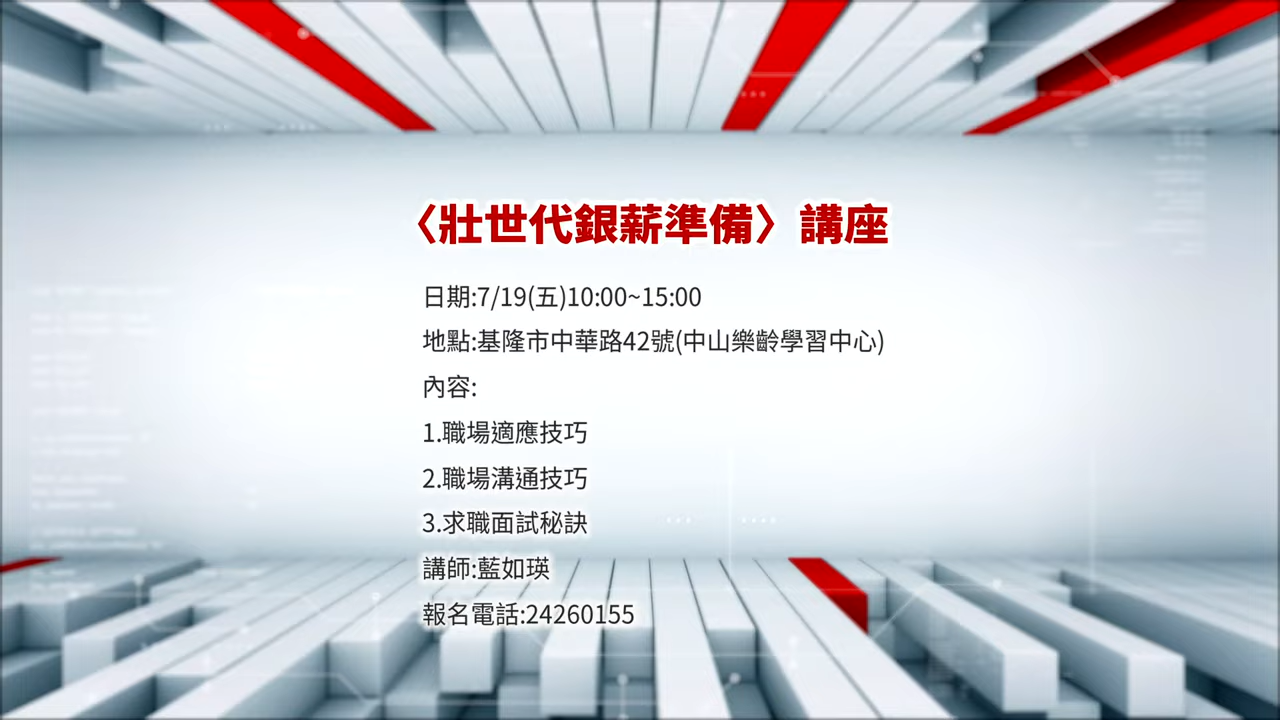 〈壯世代銀薪準備〉講座
日期:7/19(五)10:00~15:00
地點:基隆市中華路42號(中山樂齡學習中心)
內容:
1.職場適應技巧
2.職場溝通技巧
3.求職面試秘訣
講師:藍如瑛
報名電話:24260155